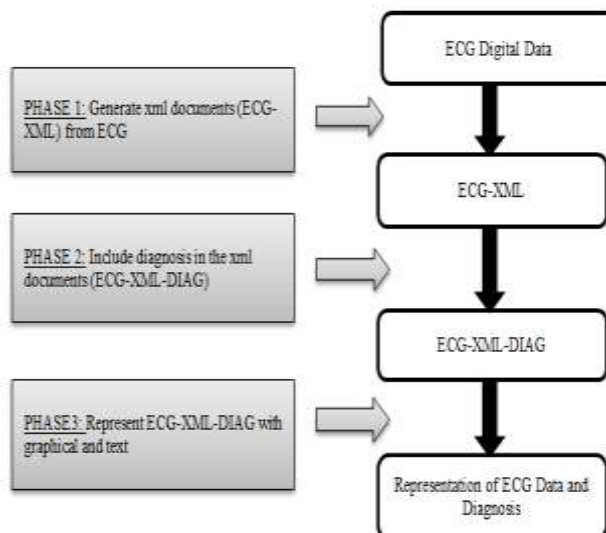 ECG Digital Data
PHASE 1: Generate xml documents (ECG-
XML) from ECG
ECG-XML
PHASE 2: Include diagnosis in the xml
documents (ECG-XML-DIAG)
ECG-XML-DIAG
PHASE3: Represent ECG-XML-DIAG with
graphical and text
Representation of ECG Data and
Diagnosis